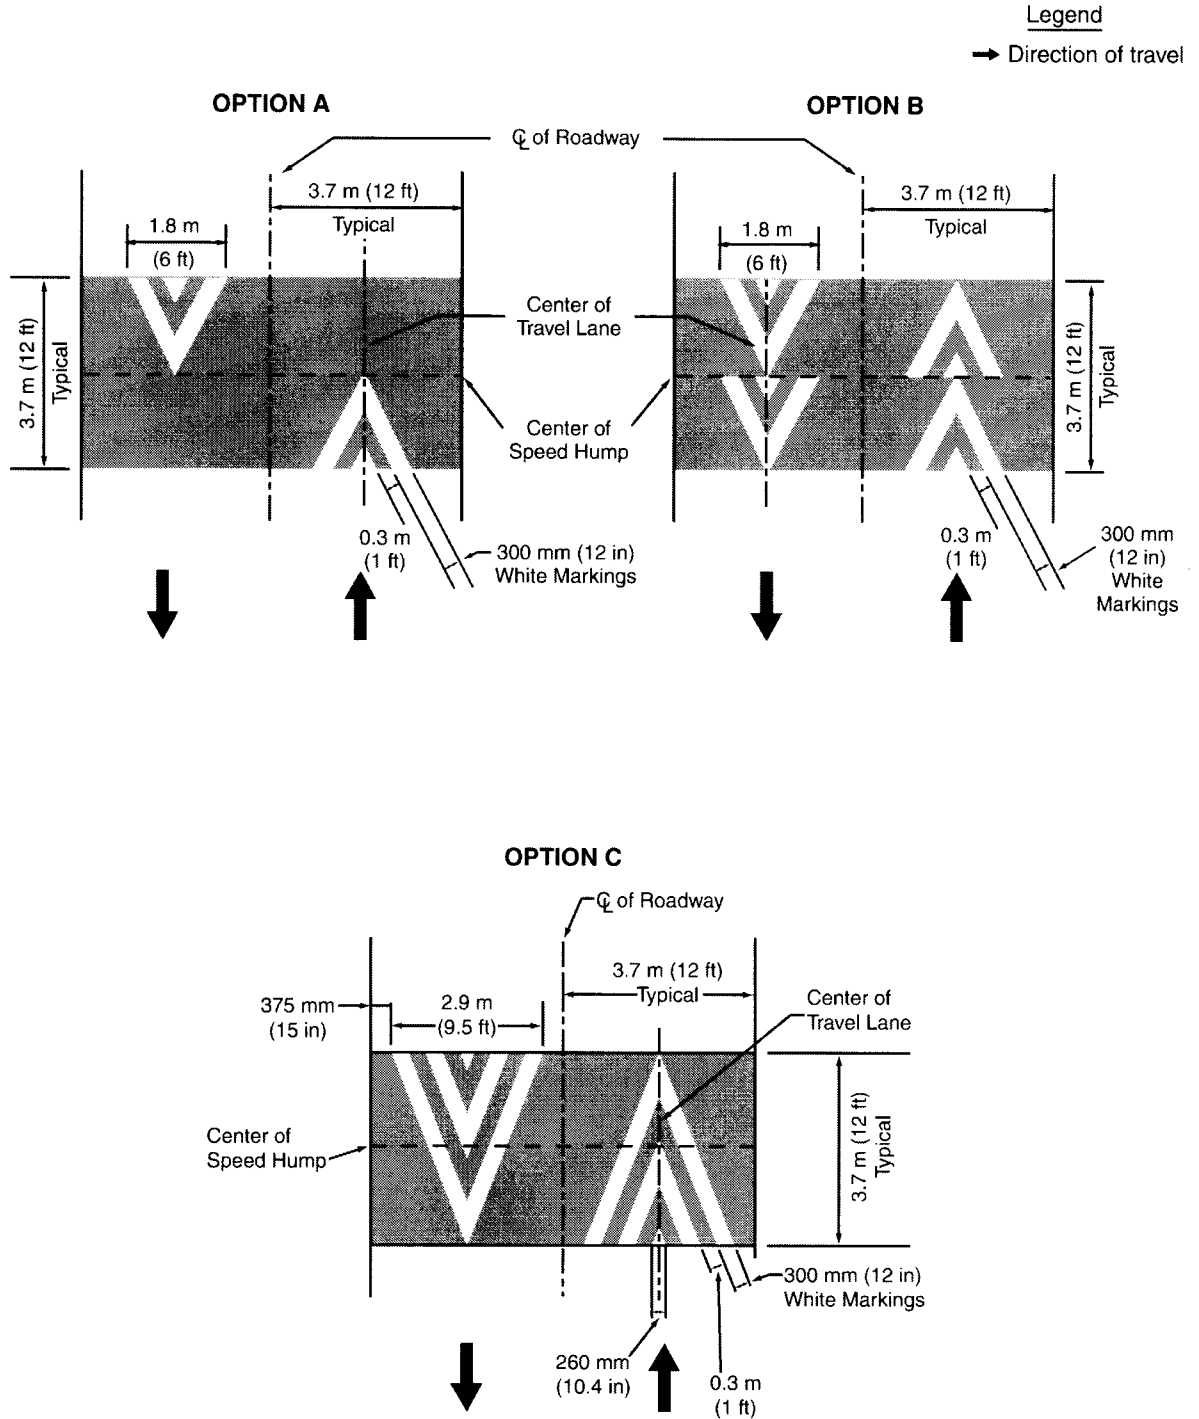 Legend
Direction of travel
OPTION A
OPTION B
℄ of Roadway
3.7 m (12 ft)
Typical
1.8 m
(6 ft)
3.7 m (12 ft)
Typical
Center of
Travel Lane
Center of
Speed Hump
0.3 m
(1 ft)
300 mm (12 in)
White Markings
3.7 m (12 ft)
Typical
1.8 m
(6 ft)
3.7 m (12 ft)
Typical
0.3 m
(1 ft)
300 mm
(12 in)
White
Markings
OPTION C
℄ of Roadway
3.7 m (12 ft)
Typical
375 mm
(15 in)
2.9 m
(9.5 ft)
Center of
Travel Lane
Center of
Speed Hump
3.7 m (12 ft)
Typical
300 mm (12 in)
White Markings
260 mm
(10.4 in)
0.3 m
(1 ft)